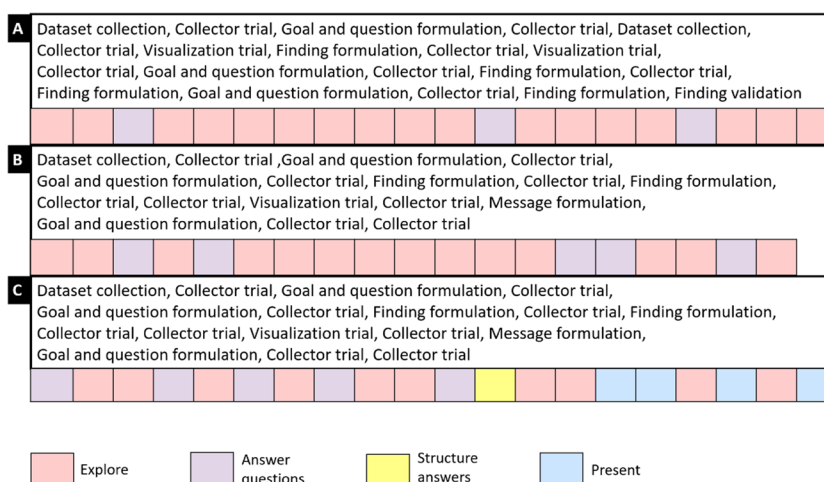 A
Dataset collection, Collector trial, Goal and question formulation, Collector trial, Dataset collection,
Collector trial, Visualization trial, Finding formulation, Collector trial, Visualization trial,
Collector trial, Goal and question formulation, Collector trial, Finding formulation, Collector trial,
Finding formulation, Goal and question formulation, Collector trial, Finding formulation, Finding validation
B
Dataset collection, Collector trial ,Goal and question formulation, Collector trial,
Goal and question formulation, Collector trial, Finding formulation, Collector trial, Finding formulation,
Collector trial, Collector trial, Visualization trial, Collector trial, Message formulation,
Goal and question formulation, Collector trial, Collector trial
C
Dataset collection, Collector trial, Goal and question formulation, Collector trial,
Goal and question formulation, Collector trial, Finding formulation, Collector trial, Finding formulation,
Collector trial, Collector trial, Visualization trial, Collector trial, Message formulation,
Goal and question formulation, Collector trial, Collector trial
Explore
Answer
questions
Structure
answers
Present